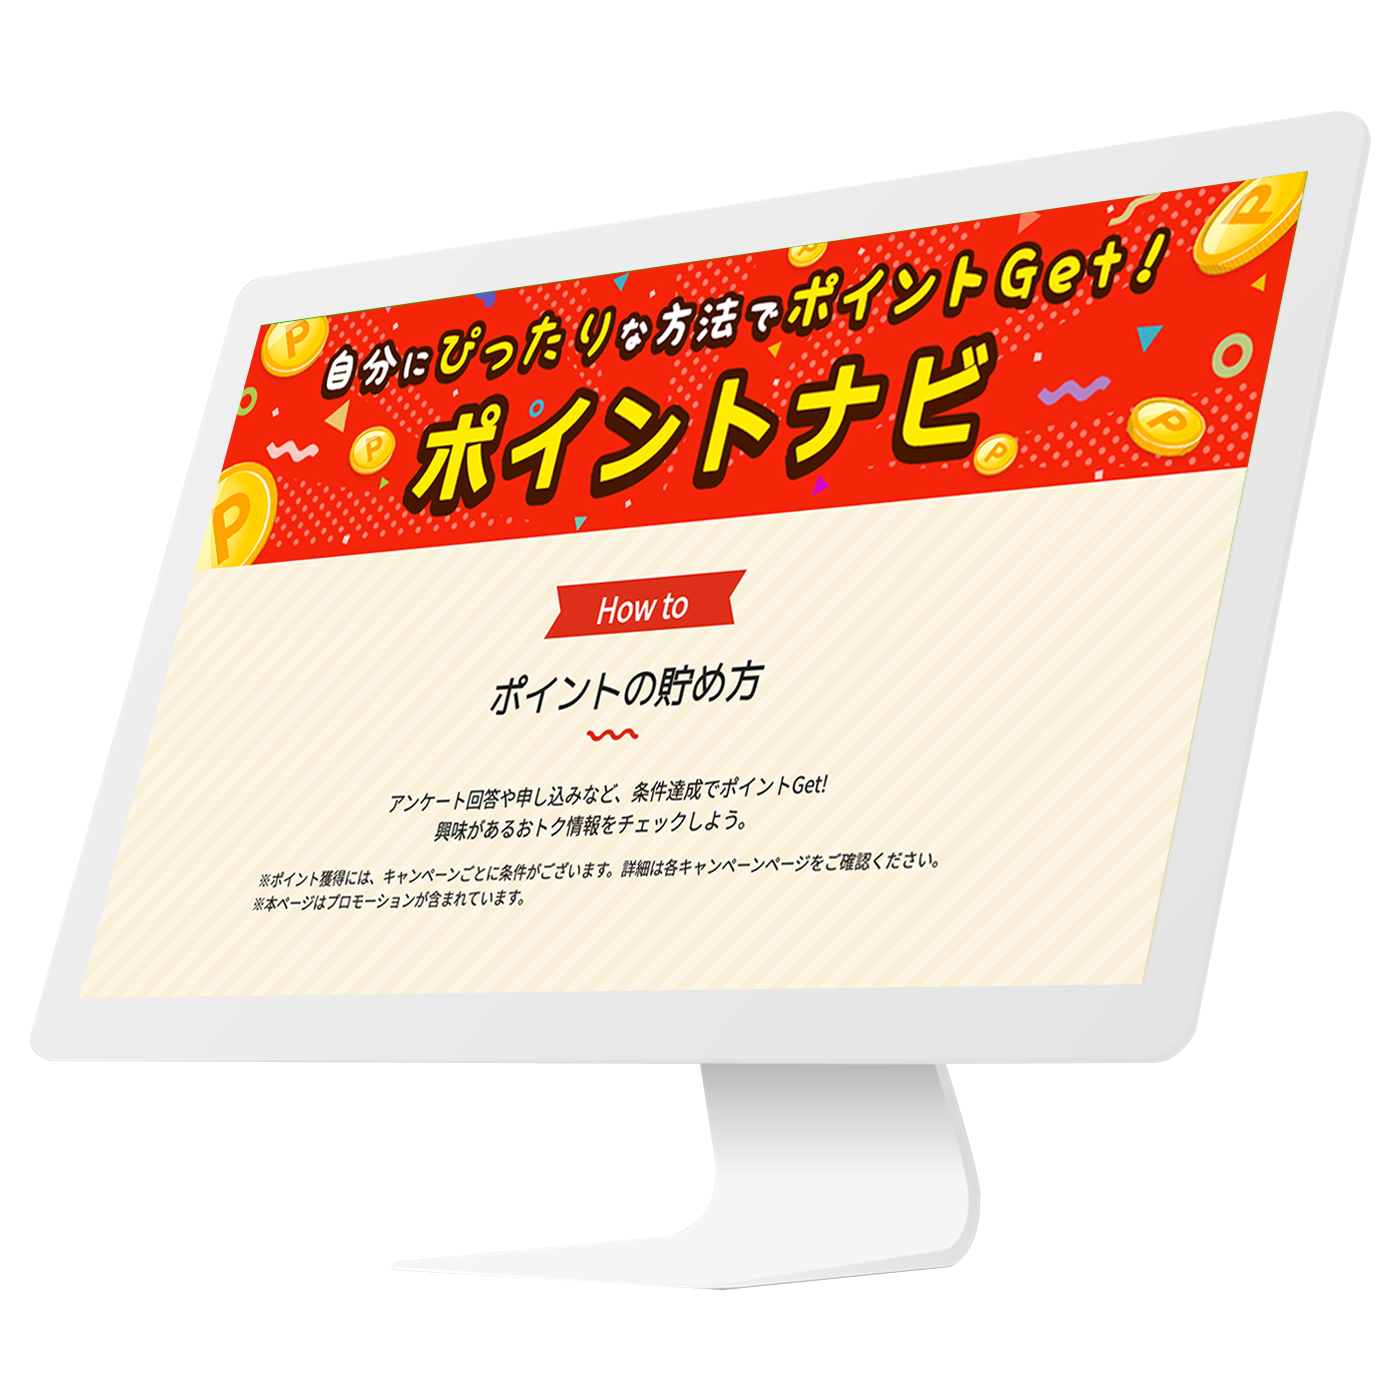 自分にぴったりな方法でポイントGet!
ポイントナビ
How to
ポイントの貯め方
アンケート回答や申し込みなど、条件達成でポイントGet!
興味があるおトク情報をチェックしよう。
※ポイント獲得には、キャンペーンごとに条件がございます。詳細は各キャンペーンページをご確認ください。
※本ページはプロモーションが含まれています。
P
P
P
P
P
P
P